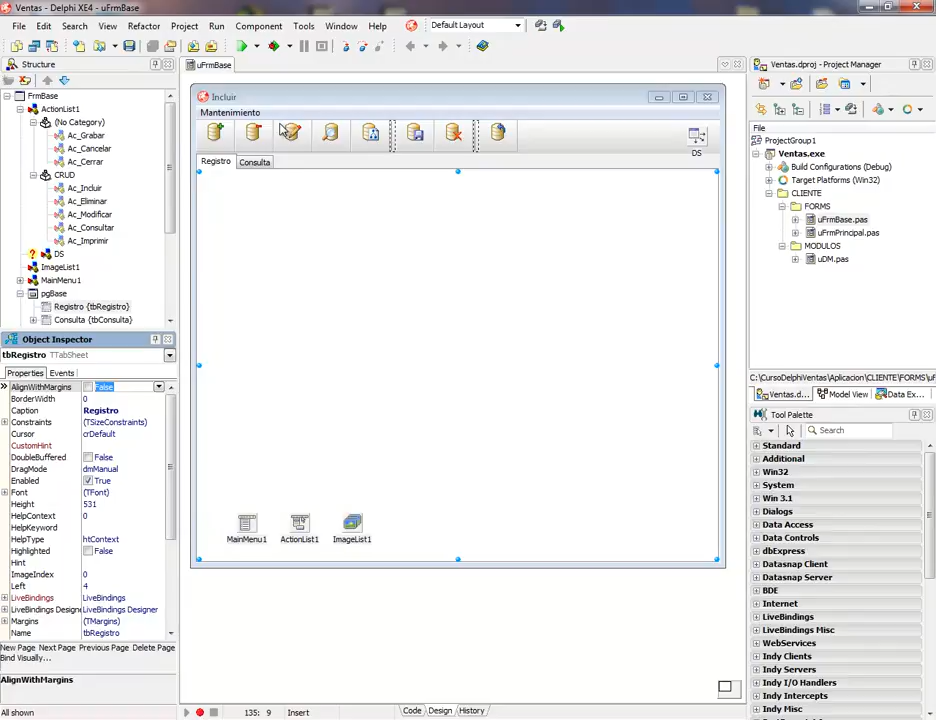 Ventas - Delphi XE4 - uFrmBase
File Edit Search View Refactor Project Run Component Tools Window Help Default Layout
Structure
FrmBase
ActionList1
(No Category)
Ac_Grabar
Ac_Cancelar
Ac_Cerrar
CRUD
Ac_Incluir
Ac_Eliminar
Ac_Modificar
Ac_Consultar
Ac_Imprimir
DS
ImageList1
MainMenu1
pgBase
Registro {tbRegistro}
Consulta {tbConsulta}
Object Inspector
tbRegistro TTabSheet
Properties Events
AlignWithMargins False
BorderWidth 0
Caption Registro
Constraints (TSizeConstraints)
Cursor crDefault
CustomHint
DoubleBuffered False
DragMode dmManual
Enabled True
Font (TFont)
Height 531
HelpContext 0
HelpKeyword
HelpType htContext
Highlighted False
Hint
ImageIndex 0
Left 4
LiveBindings LiveBindings
LiveBindings Design LiveBindings Designer
Margins (TMargins)
Name tbRegistro
New Page Next Page Previous Page Delete Page
Bind Visually...
AlignWithMargins
All shown
uFrmBase
Incluir
Mantenimiento
DS
Registro Consulta
MainMenu1 ActionList1 ImageList1
135: 9 Insert Code Design History
Ventas.dproj - Project Manager
File
ProjectGroup1
Ventas.exe
Build Configurations (Debug)
Target Platforms (Win32)
CLIENTE
FORMS
uFrmBase.pas
uFrmPrincipal.pas
MODULOS
uDM.pas
C:\CursoDelphiVentas\Aplicacion\CLIENTE\FORMS\uF
Ventas.d... Model View Data Ex...
Tool Palette
Search
Standard
Additional
Win32
System
Win 3.1
Dialogs
Data Access
Data Controls
dbExpress
Datasnap Client
Datasnap Server
BDE
Internet
LiveBindings
LiveBindings Misc
WebServices
Indy Clients
Indy Servers
Indy I/O Handlers
Indy Intercepts
Indy Misc